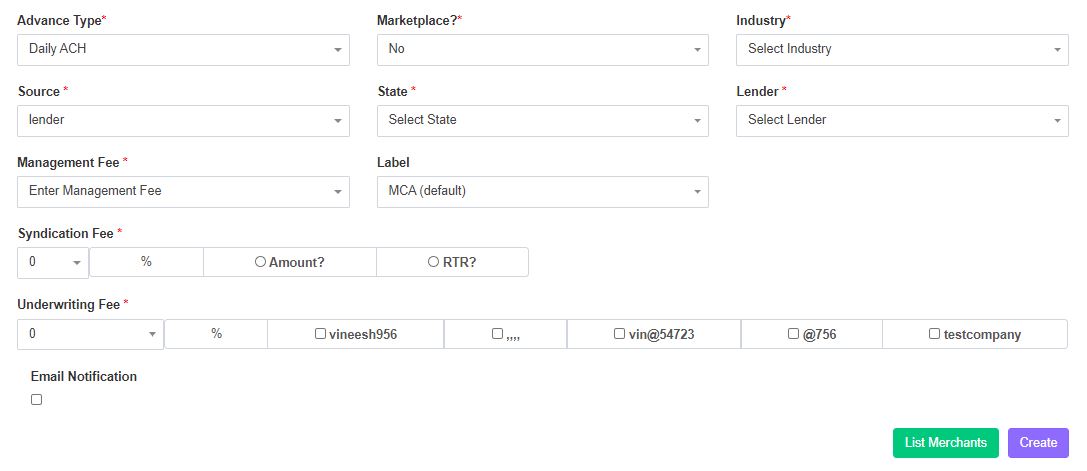 Advance Type* Marketplace?* Industry*
Daily ACH No Select Industry
Source * State * Lender *
lender Select State Select Lender
Management Fee * Label
Enter Management Fee MCA (default)
Syndication Fee *
0 % Amount? RTR?
Underwriting Fee *
0 % vineesh956 ,,,, vin@54723 @756 testcompany
Email Notification
List Merchants Create